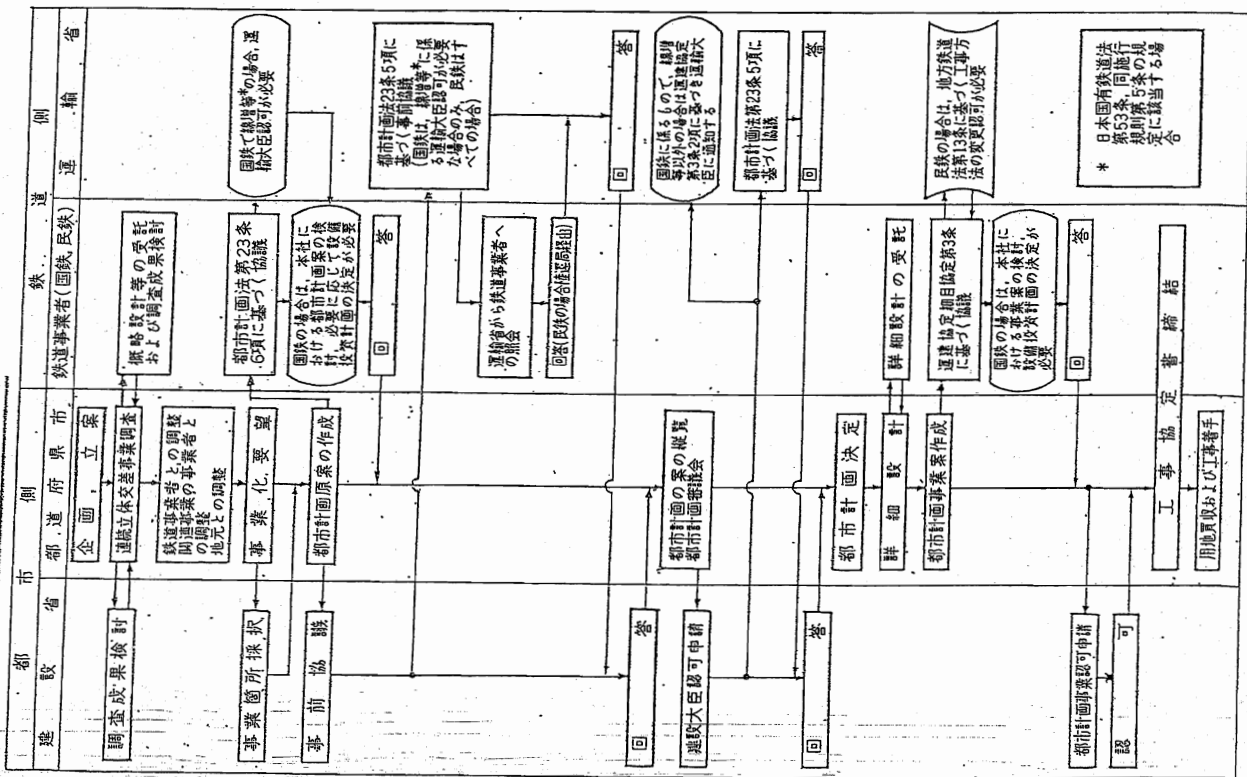 都市側
鉄道側
建設省
都道府県市
鉄道事業者(国鉄,民鉄)
運輸省
企画,立案
連続立体交差事業調査
調査成果検討
概略設計等の受託
および調査成果検討
鉄道事業者との調整
関連事業の事業者と
の調整
地元との調整
事業化要望
事業箇所採択
都市計画法第23条
6項に基づく協議
国鉄で線増等*の場合,運
輸大臣認可が必要
都市計画原案の作成
事前協議
国鉄の場合は,本社に
おける都市計画案の検
討,必要に応じて設備
投資計画の決定が必要
回答
都市計画法23条5項に
基づく事前協議
(国鉄は,線増等*に係
る運輸大臣認可が必要
な場合のみ,民鉄はす
べての場合)
運輸省から鉄道事業者へ
の照会
回答(民鉄の場合陸運局経由)
回答
回答
都市計画の案の縦覧
都市計画審議会
建設大臣認可申請
国鉄に係るもので,線増
等以外の場合は運建協定
第3条2項に基づき運輸大
臣に通知する
都市計画法第23条5項に
基づく協議
回答
回答
都市計画決定
詳細設計
詳細設計の受託
都市計画事業案作成
運建協定細目協定第3条
に基づく協議
民鉄の場合は,地方鉄道
法第13条に基づく工事方
法の変更認可が必要
国鉄の場合は,本社に
おける事業案の検討,
設備投資計画の決定が
必要
回答
都市計画事業認可申請
認可
工事協定書締結
用地買収および工事着手
* 日本国有鉄道法
第53条,同施行
規則第5条の規
定に該当する場
合